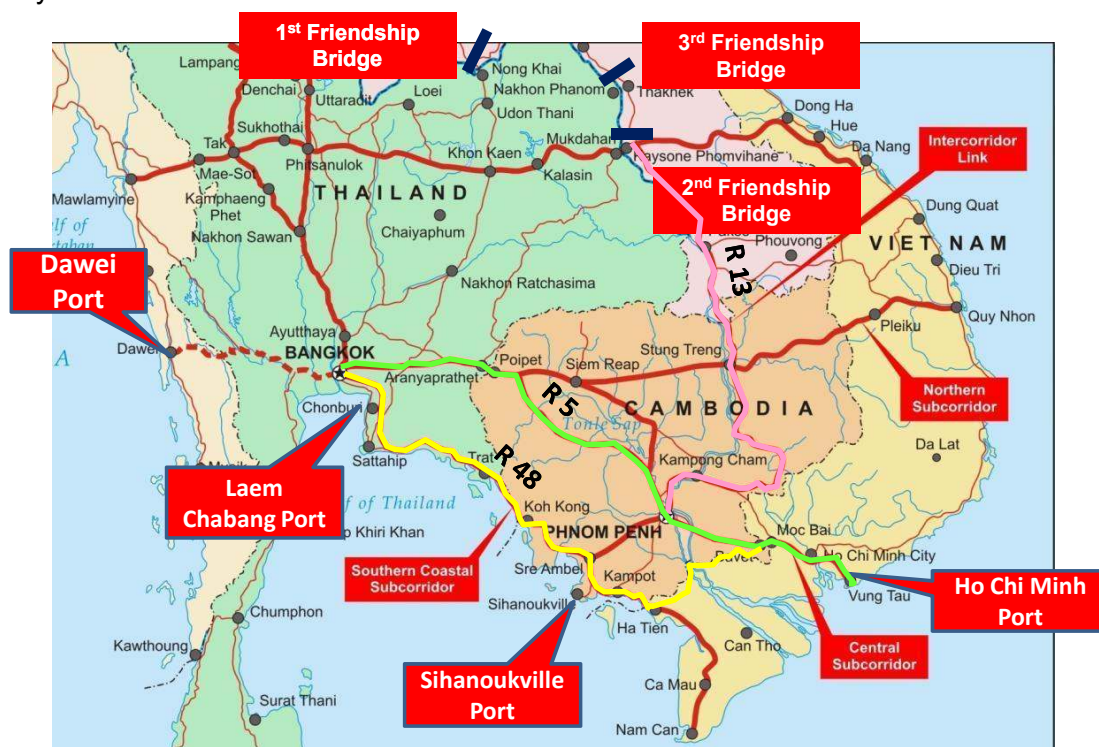 y
1st Friendship
Bridge
3rd Friendship
Bridge
Lampang
Denchai
Uttaradit
Loei
Nong Khai
Nakhon Phanom
Thakhek
Udon Thani
Dong Ha
Hue
Da Nang
Sukhothai
Tak
Mae-Sot
Phitsanulok
Khon Kaen
Mukdahan
Kaysone Phomvihane
Kalasin
Intercorridor
Link
Mawlamyine
Kamphaeng
Phet
THAILAND
2nd Friendship
Bridge
Dung Quat
Chaiyaphum
Nakhon Sawan
Phouvong
VIET NAM
Dieu Tri
R 13
Dawei
Port
Nakhon Ratchasima
Quy Nhon
Pleiku
Ayutthaya
BANGKOK
Dawei
A
Poipet
Aranyaprathet
Siem Reap
Stung Treng
Northern
Subcorridor
Chonburi
R 5
CAMBODIA
Tonle Sap
Sattahip
Trat
R 48
Kampong Cham
Da Lat
Laem
Chabang Port
of Thailand
Khiri Khan
Koh Kong
PHNOM PENH
Moc Bai
Ho Chi Minh City
Southern Coastal
Subcorridor
Sre Ambel
Kampot
Sihanoukvill
Vung Tau
Ho Chi Minh
Port
Chumphon
Ha Tien
Can Tho
Central
Subcorridor
Kawthoung
Sihanoukville
Port
Ca Mau
Surat Thani
Nam Can